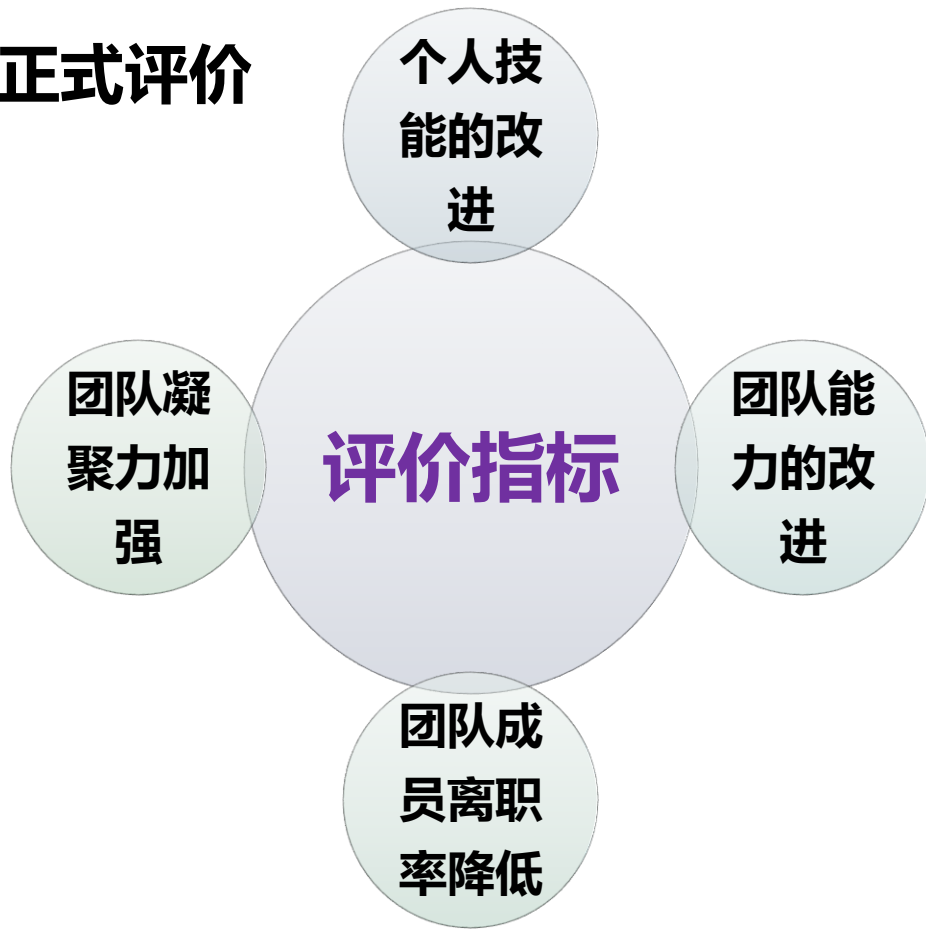 正式评价
个人技
能的改
进
团队凝
聚力加
强
评价指标
团队能
力的改
进
团队成
员离职
率降低